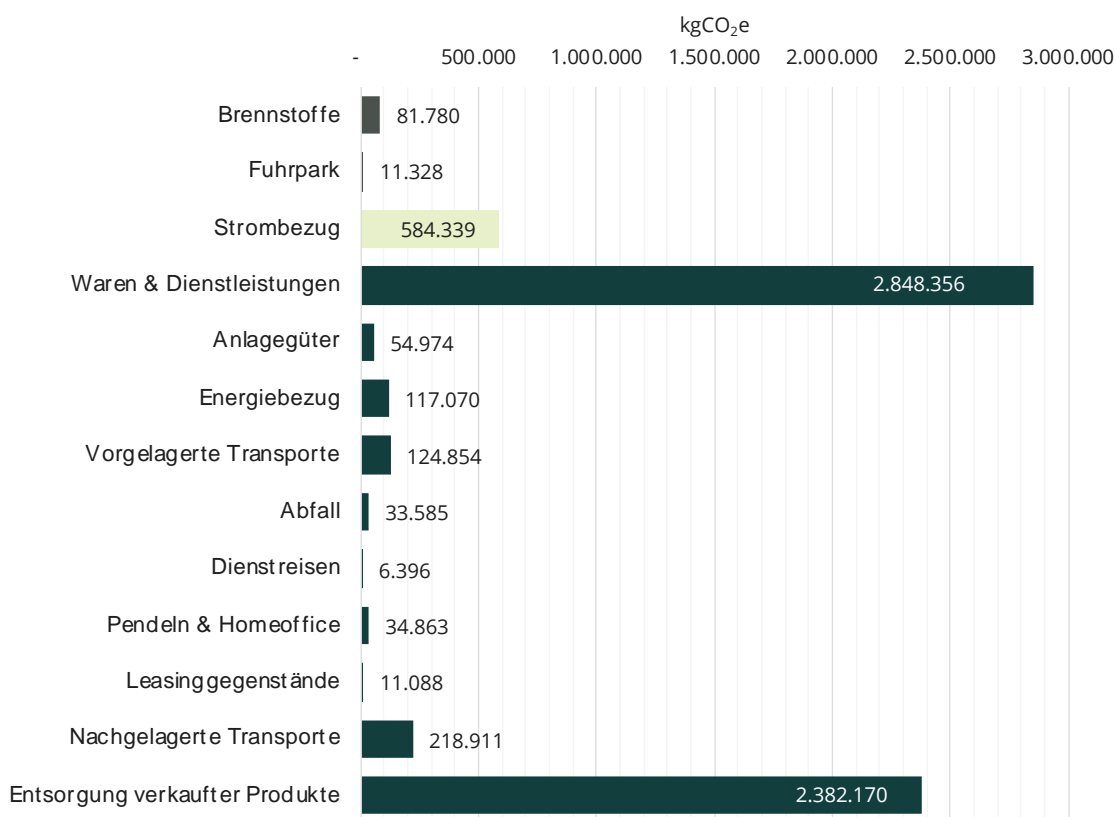 kgCO₂e
- 500.000 1.000.000 1.500.000 2.000.000 2.500.000 3.000.000
Brennstoffe 81.780
Fuhrpark 11.328
Strombezug 584.339
Waren & Dienstleistungen 2.848.356
Anlagegüter 54.974
Energiebezug 117.070
Vorgelagerte Transporte 124.854
Abfall 33.585
Dienstreisen 6.396
Pendeln & Homeoffice 34.863
Leasinggegenstände 11.088
Nachgelagerte Transporte 218.911
Entsorgung verkaufter Produkte 2.382.170